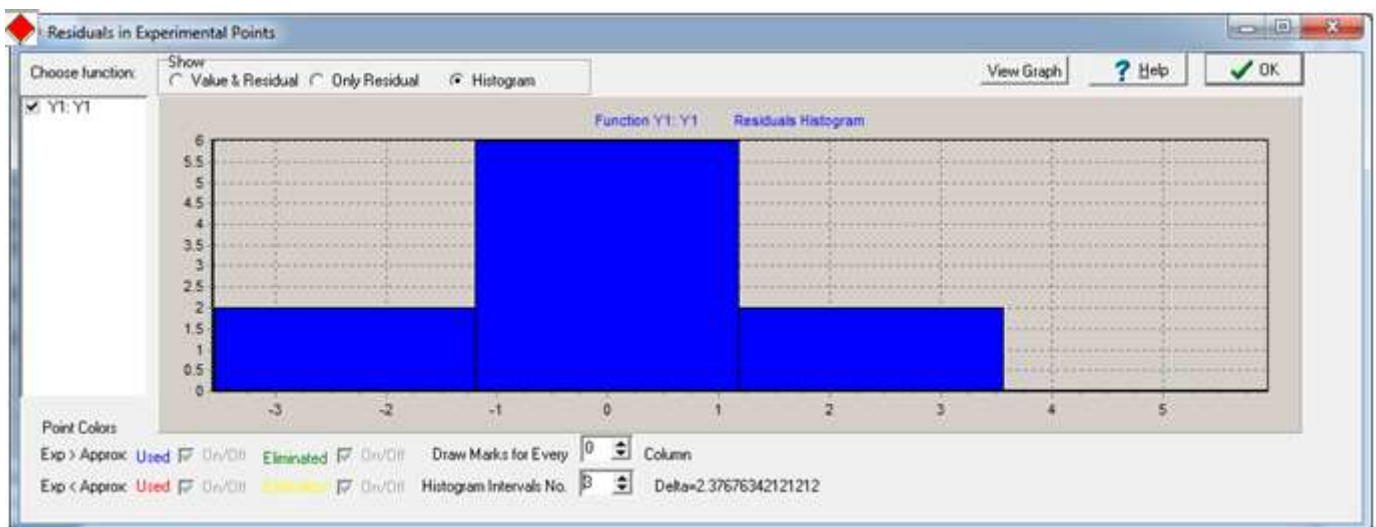 Residuals in Experimental Points
Choose function:
Show
Value & Residual
Only Residual
Histogram
View Graph
? Help
OK
Y1: Y1
Function Y1: Y1 Residuals Histogram
6
5.5
5
4.5
4
3.5
3
2.5
2
1.5
1
0.5
0
-3 -2 -1 0 1 2 3 4 5
Point Colors
Exp > Approx: Used On/Off Eliminated On/Off Draw Marks for Every 0 Column
Exp < Approx: Used On/Off On/Off Histogram Intervals No. 3 Delta=2.37676342121212